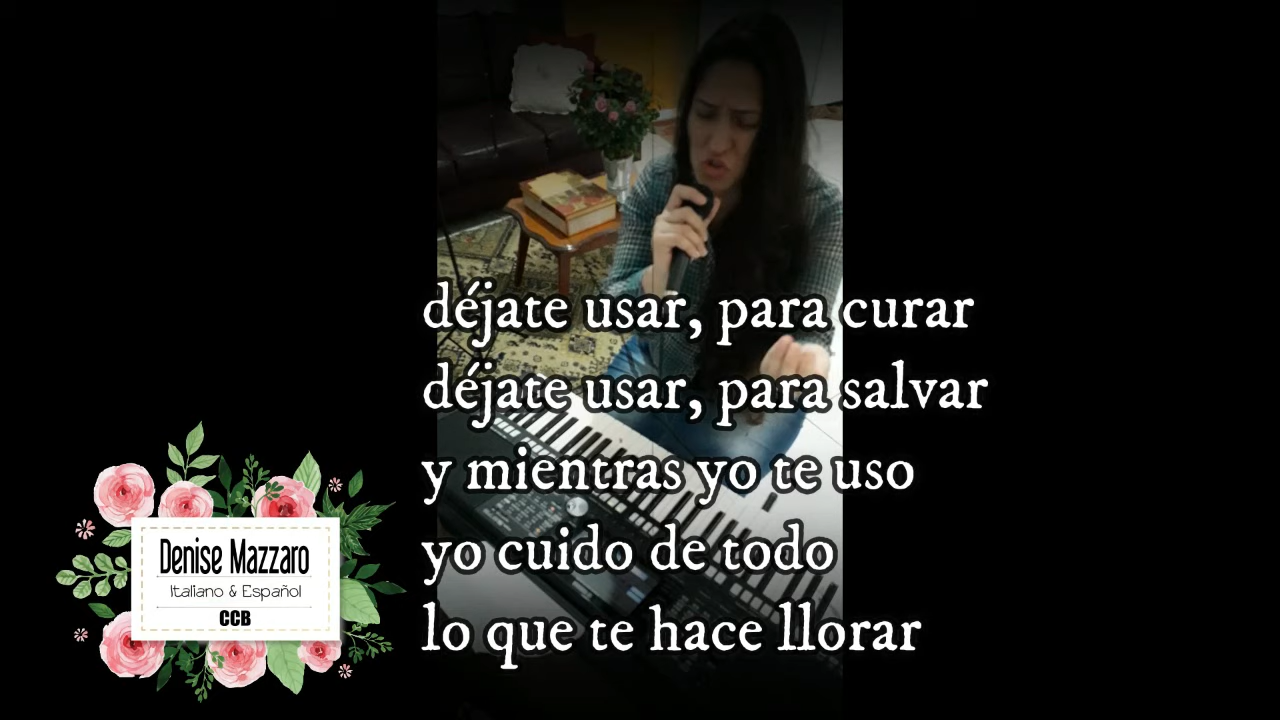 déjate usar, para curar
déjate usar, para salvar
y mientras yo te uso
yo cuido de todo
lo que te hace llorar
Denise Mazzaro
Italiano & Español
CCB